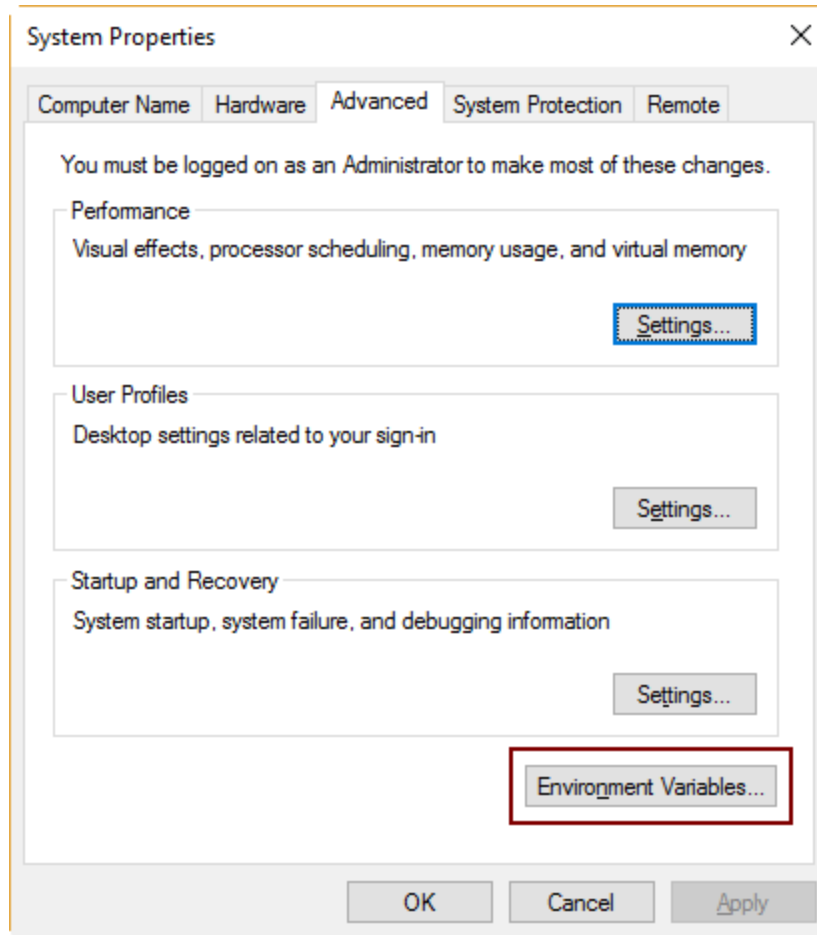 System Properties
Computer Name Hardware Advanced System Protection Remote
You must be logged on as an Administrator to make most of these changes.
Performance
Visual effects, processor scheduling, memory usage, and virtual memory
Settings...
User Profiles
Desktop settings related to your sign-in
Settings...
Startup and Recovery
System startup, system failure, and debugging information
Settings...
Environment Variables...
OK Cancel Apply